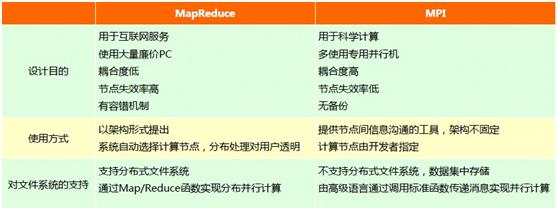 MapReduce MPI
设计目的
用于互联网服务
使用大量廉价PC
耦合度低
节点失效率高
有容错机制
用于科学计算
多使用专用并行机
耦合度高
节点失效率低
无备份
使用方式
以架构形式提出
系统自动选择计算节点，分布处理对用户透明
提供节点间信息沟通的工具，架构不固定
计算节点由开发者指定
对文件系统的支持
支持分布式文件系统
通过Map/Reduce函数实现分布并行计算
不支持分布式文件系统，数据集中存储
由高级语言通过调用标准函数传递消息实现并行计算